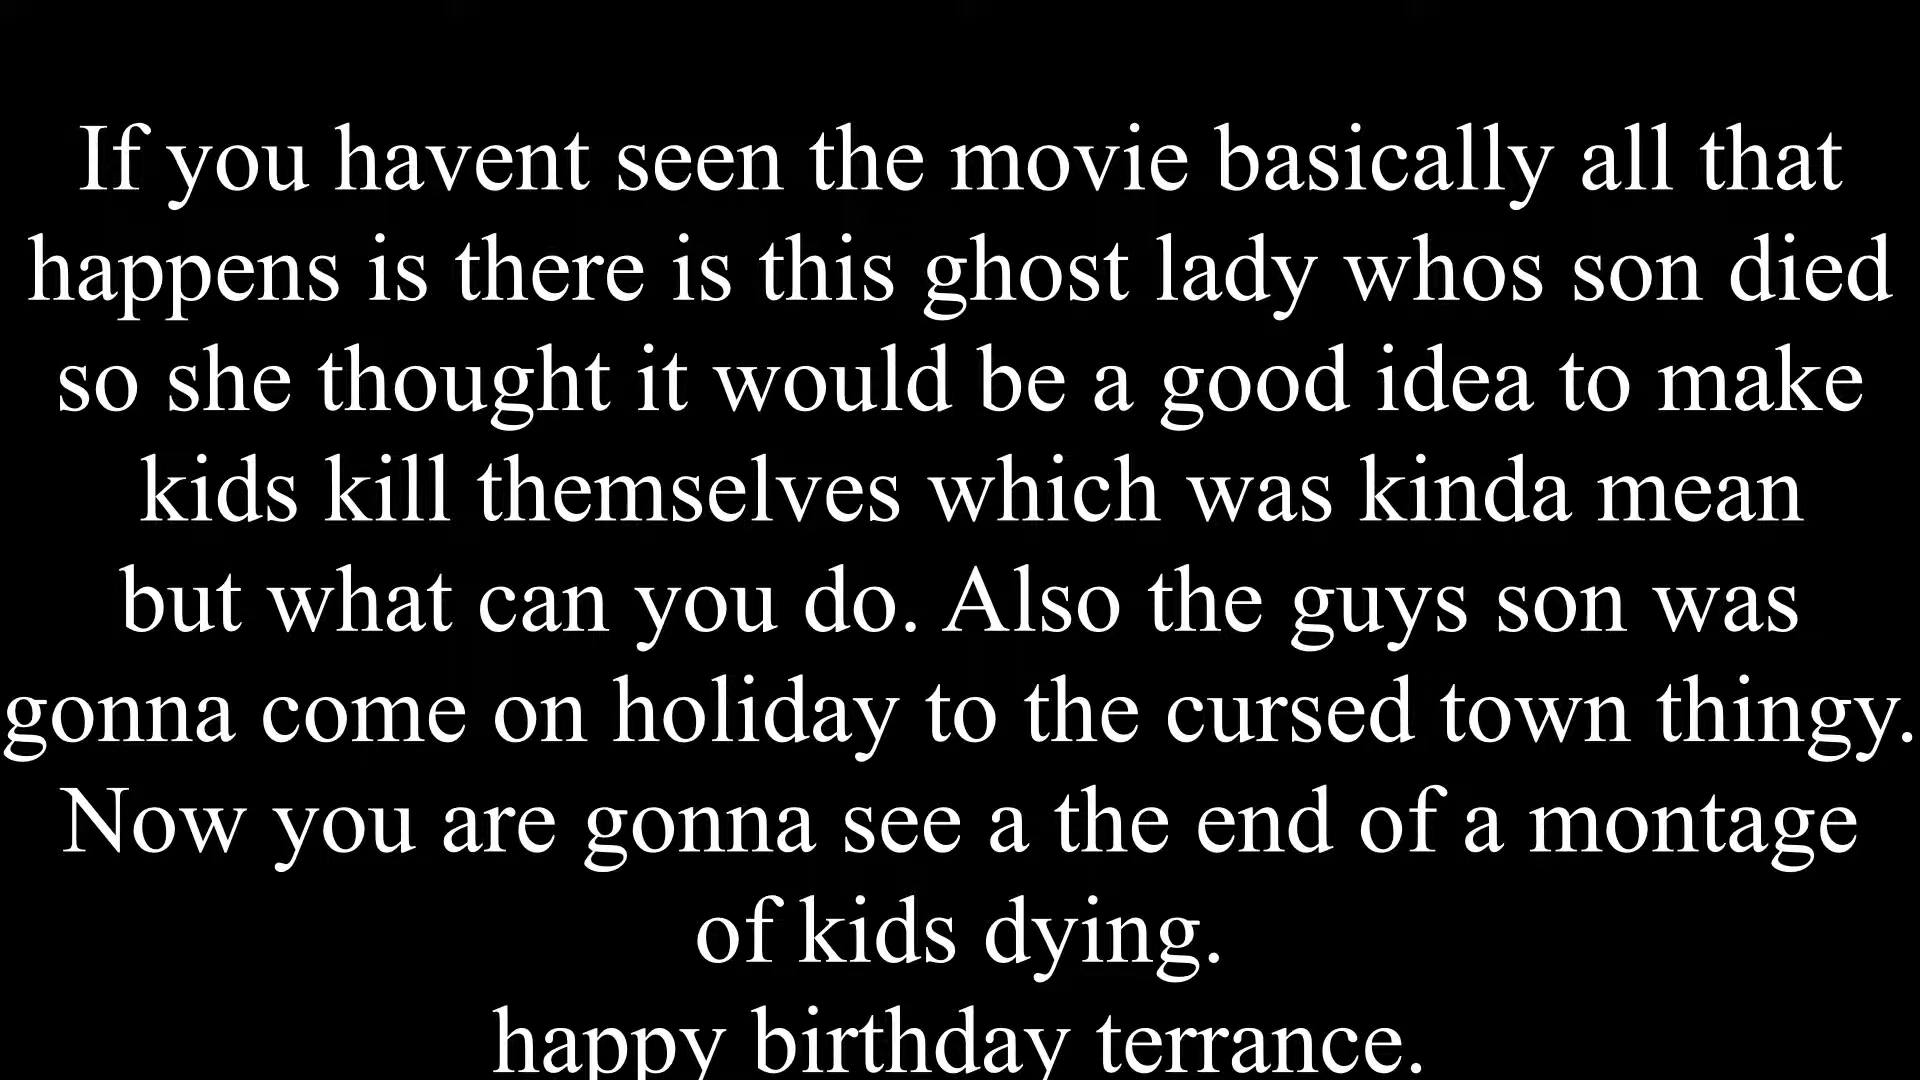 If you havent seen the movie basically all that
happens is there is this ghost lady whos son died
so she thought it would be a good idea to make
kids kill themselves which was kinda mean
but what can you do. Also the guys son was
gonna come on holiday to the cursed town thingy.
Now you are gonna see a the end of a montage
of kids dying.
happy birthday terrance.